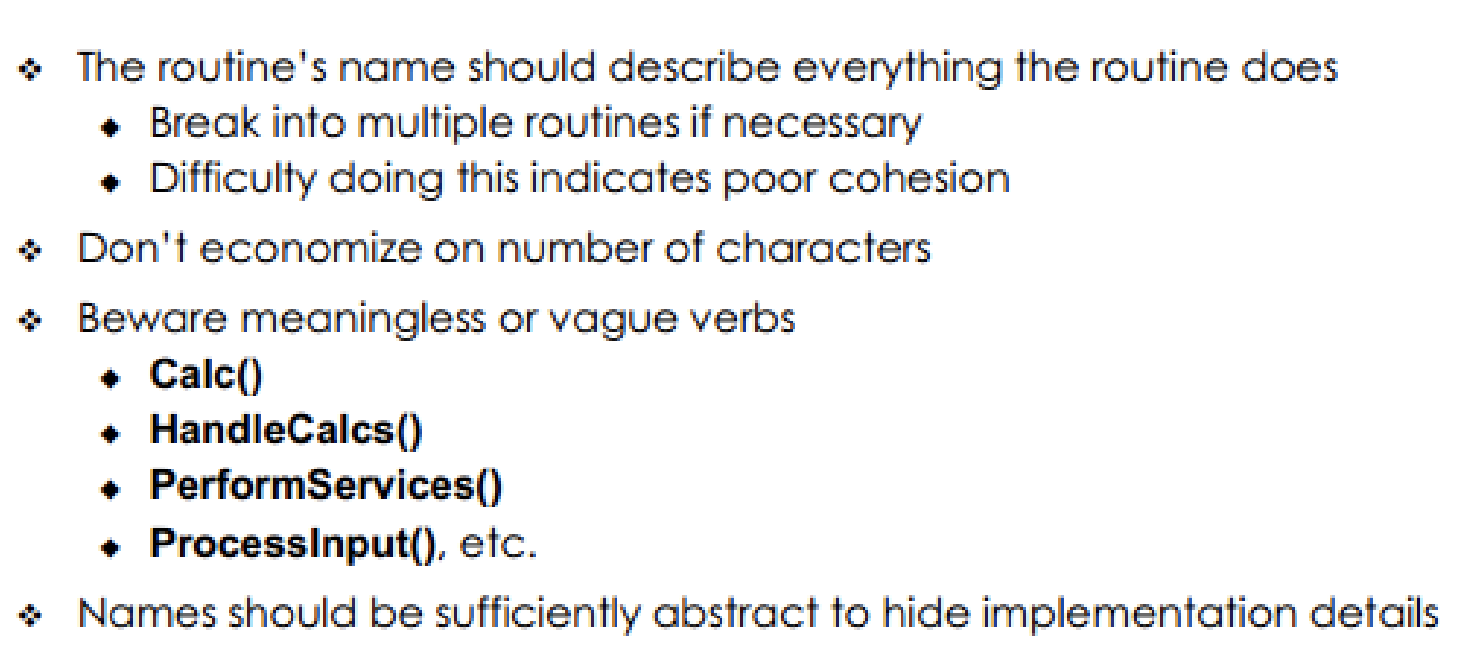 The routine's name should describe everything the routine does
Break into multiple routines if necessary
Difficulty doing this indicates poor cohesion
Don't economize on number of characters
Beware meaningless or vague verbs
Calc()
HandleCalcs()
PerformServices()
ProcessInput(), etc.
Names should be sufficiently abstract to hide implementation details